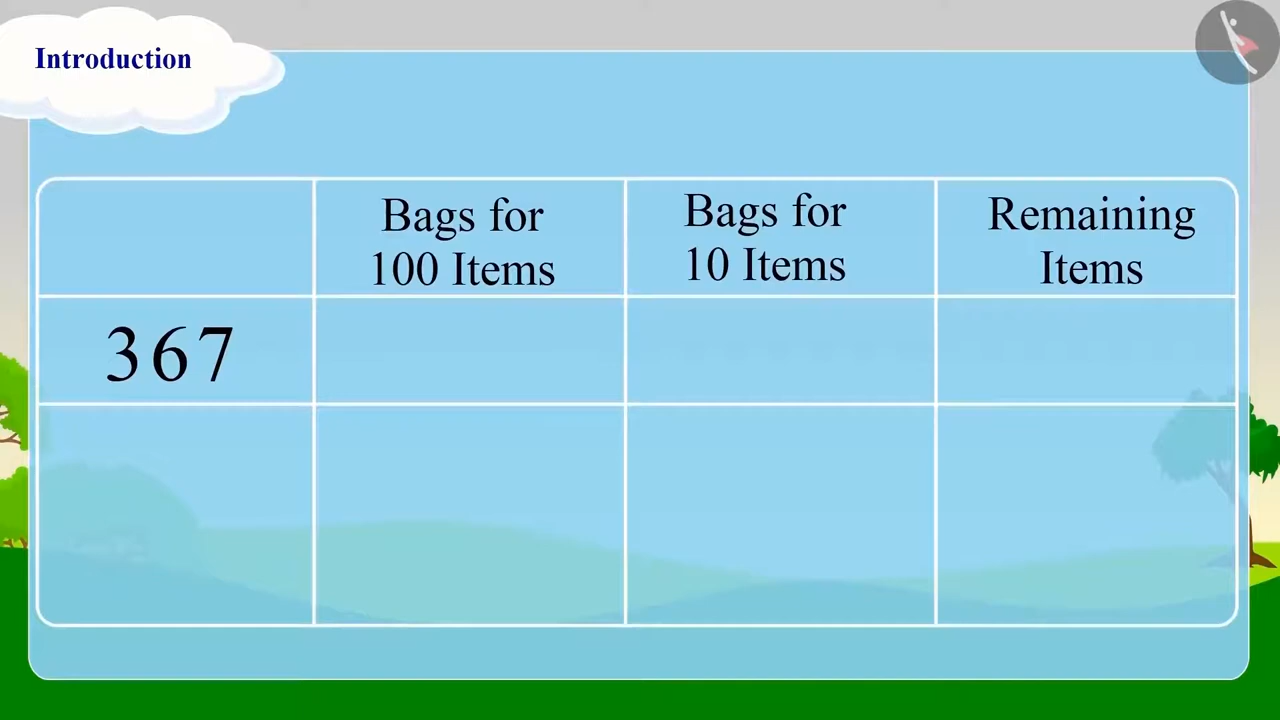 Introduction
Bags for
100 Items
Bags for
10 Items
Remaining
Items
367